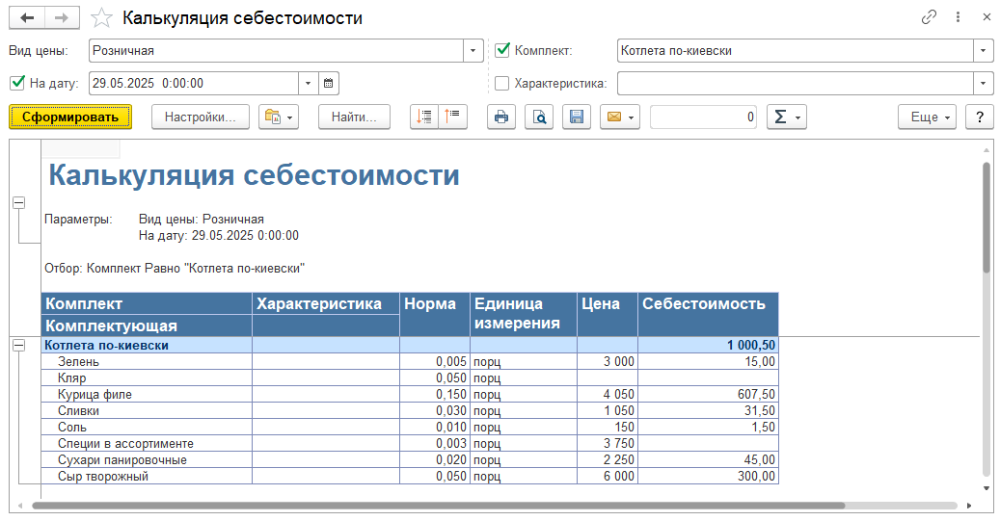 Калькуляция себестоимости
Вид цены: Розничная Комплект: Котлета по-киевски
На дату: 29.05.2025 0:00:00 Характеристика:
Сформировать Настройки... Найти... 0 Σ Еще ?
Калькуляция себестоимости
Параметры: Вид цены: Розничная
На дату: 29.05.2025 0:00:00
Отбор: Комплект Равно "Котлета по-киевски"
Комплект Характеристика Норма Единица измерения Цена Себестоимость
Комплектующая
Котлета по-киевски 1 000,50
Зелень 0,005 порц 3 000 15,00
Кляр 0,050 порц
Курица филе 0,150 порц 4 050 607,50
Сливки 0,030 порц 1 050 31,50
Соль 0,010 порц 150 1,50
Специи в ассортименте 0,003 порц 3 750
Сухари панировочные 0,020 порц 2 250 45,00
Сыр творожный 0,050 порц 6 000 300,00